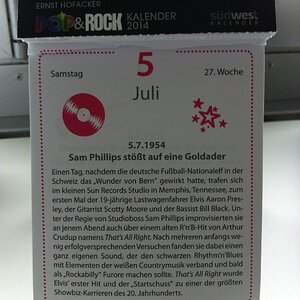 ERNST HOFACKER
POP&ROCK KALENDER 2014
südwest
KALENDER
Samstag
5
27. Woche
Juli
5.7.1954
Sam Phillips stößt auf eine Goldader
Einen Tag, nachdem die deutsche Fußball-Nationalelf in der
Schweiz das „Wunder von Bern" gewirkt hatte, trafen sich
im kleinen Sun Records Studio in Memphis, Tennessee, zum
ersten Mal der 19-jährige Lastwagenfahrer Elvis Aaron Pres-
ley, der Gitarrist Scotty Moore und der Bassist Bill Black. Un-
ter der Regie von Studioboss Sam Phillips improvisierten sie
an jenem Abend auch über einem alten R'n'B-Hit von Arthur
Crudup namens That's All Right. Nach mehreren anfangs we-
nig erfolgversprechenden Versuchen fanden sie dabei einen
ganz eigenen Sound, der den schwarzen Rhythm'n'Blues
mit Elementen der weißen Countrymusik verband und bald
als „Rockabilly" Furore machen sollte. That's All Right wurde
Elvis' erster Hit und der „Startschuss" zu einer der größten
Showbiz-Karrieren des 20. Jahrhunderts.